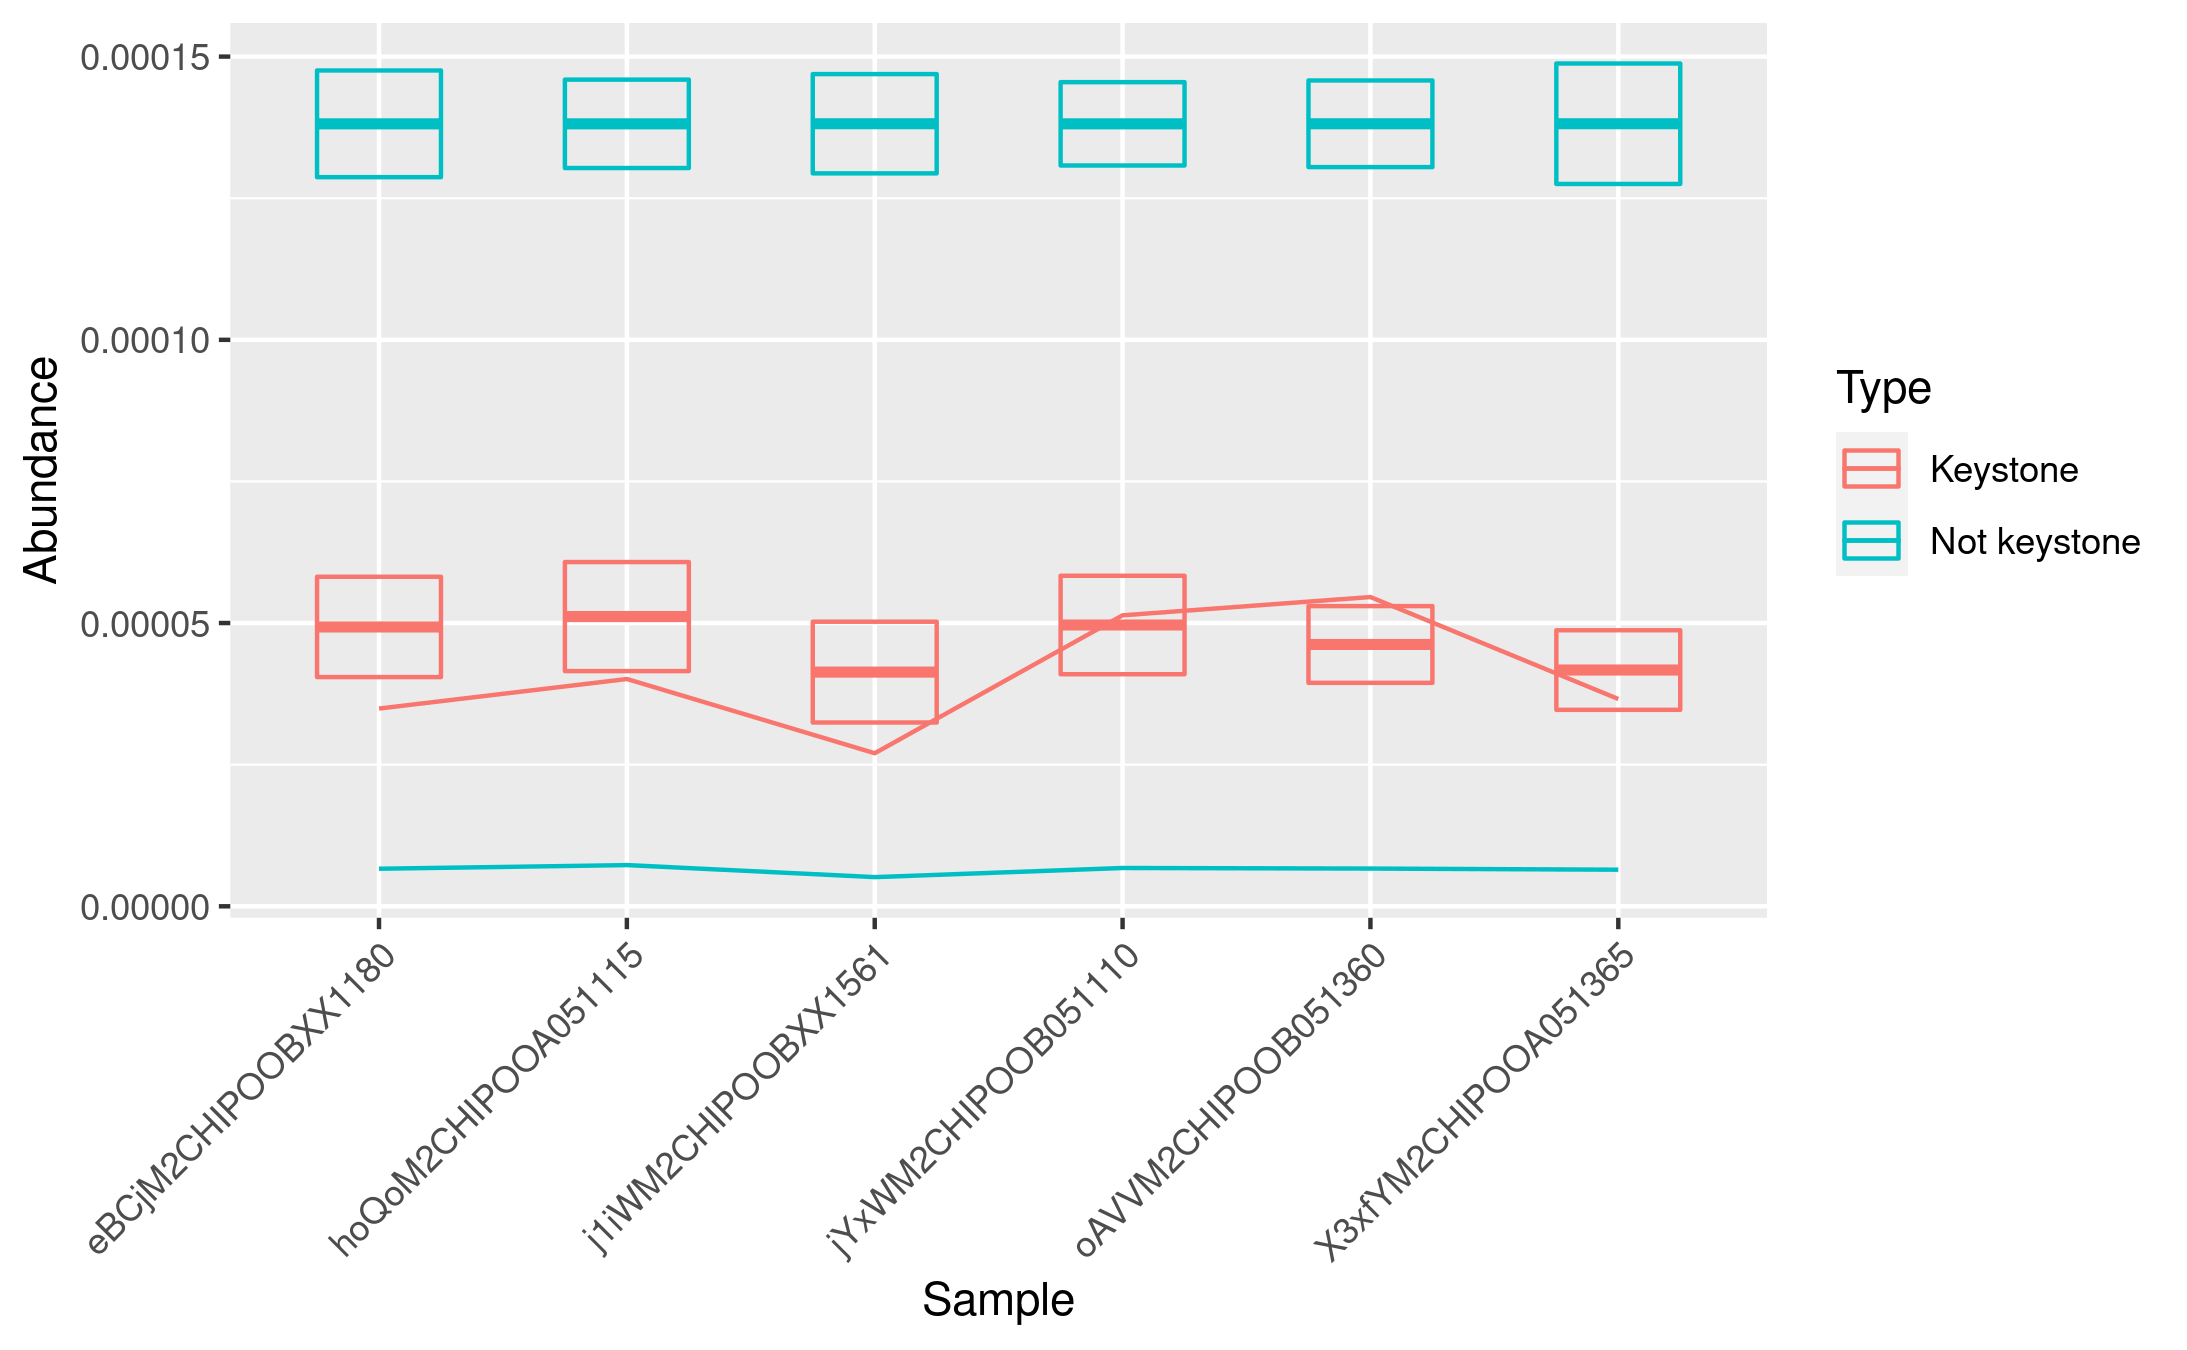 Abundance
0.00015
0.00010
0.00005
0.00000
eBCjM2CHIPOOBXX1180
hoQoM2CHIPOOA051115
j1iWM2CHIPOOBXX1561
jYxWM2CHIPOOB051110
oAVVM2CHIPOOB051360
X3xfYM2CHIPOOA051365
Sample
Type
Keystone
Not keystone